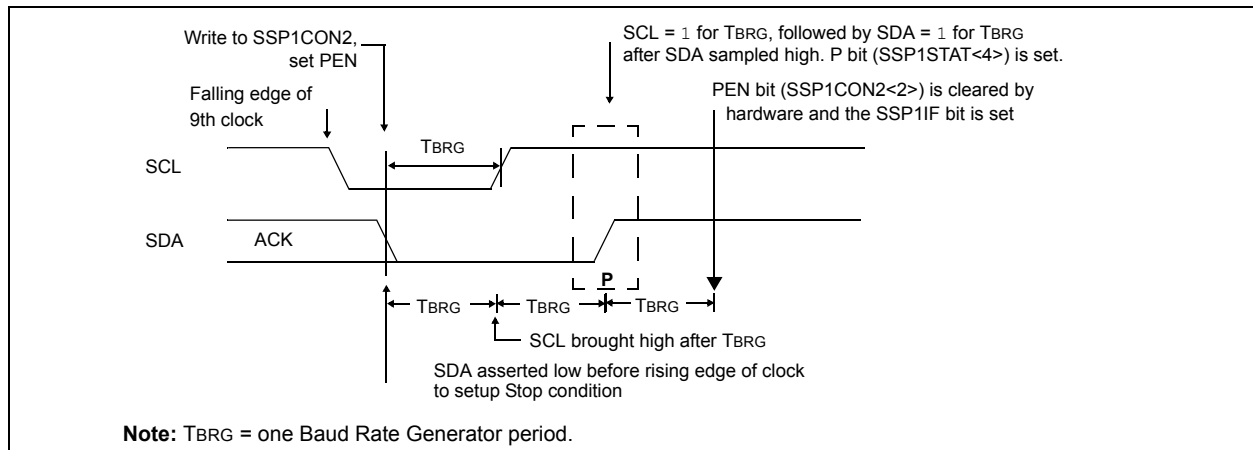 Write to SSP1CON2,
set PEN
SCL = 1 for TBRG, followed by SDA = 1 for TBRG
after SDA sampled high. P bit (SSP1STAT<4>) is set.
Falling edge of
9th clock
PEN bit (SSP1CON2<2>) is cleared by
hardware and the SSP1IF bit is set
TBRG
SCL
SDA
ACK
P
TBRG
TBRG
TBRG
SCL brought high after TBRG
SDA asserted low before rising edge of clock
to setup Stop condition
Note: TBRG = one Baud Rate Generator period.